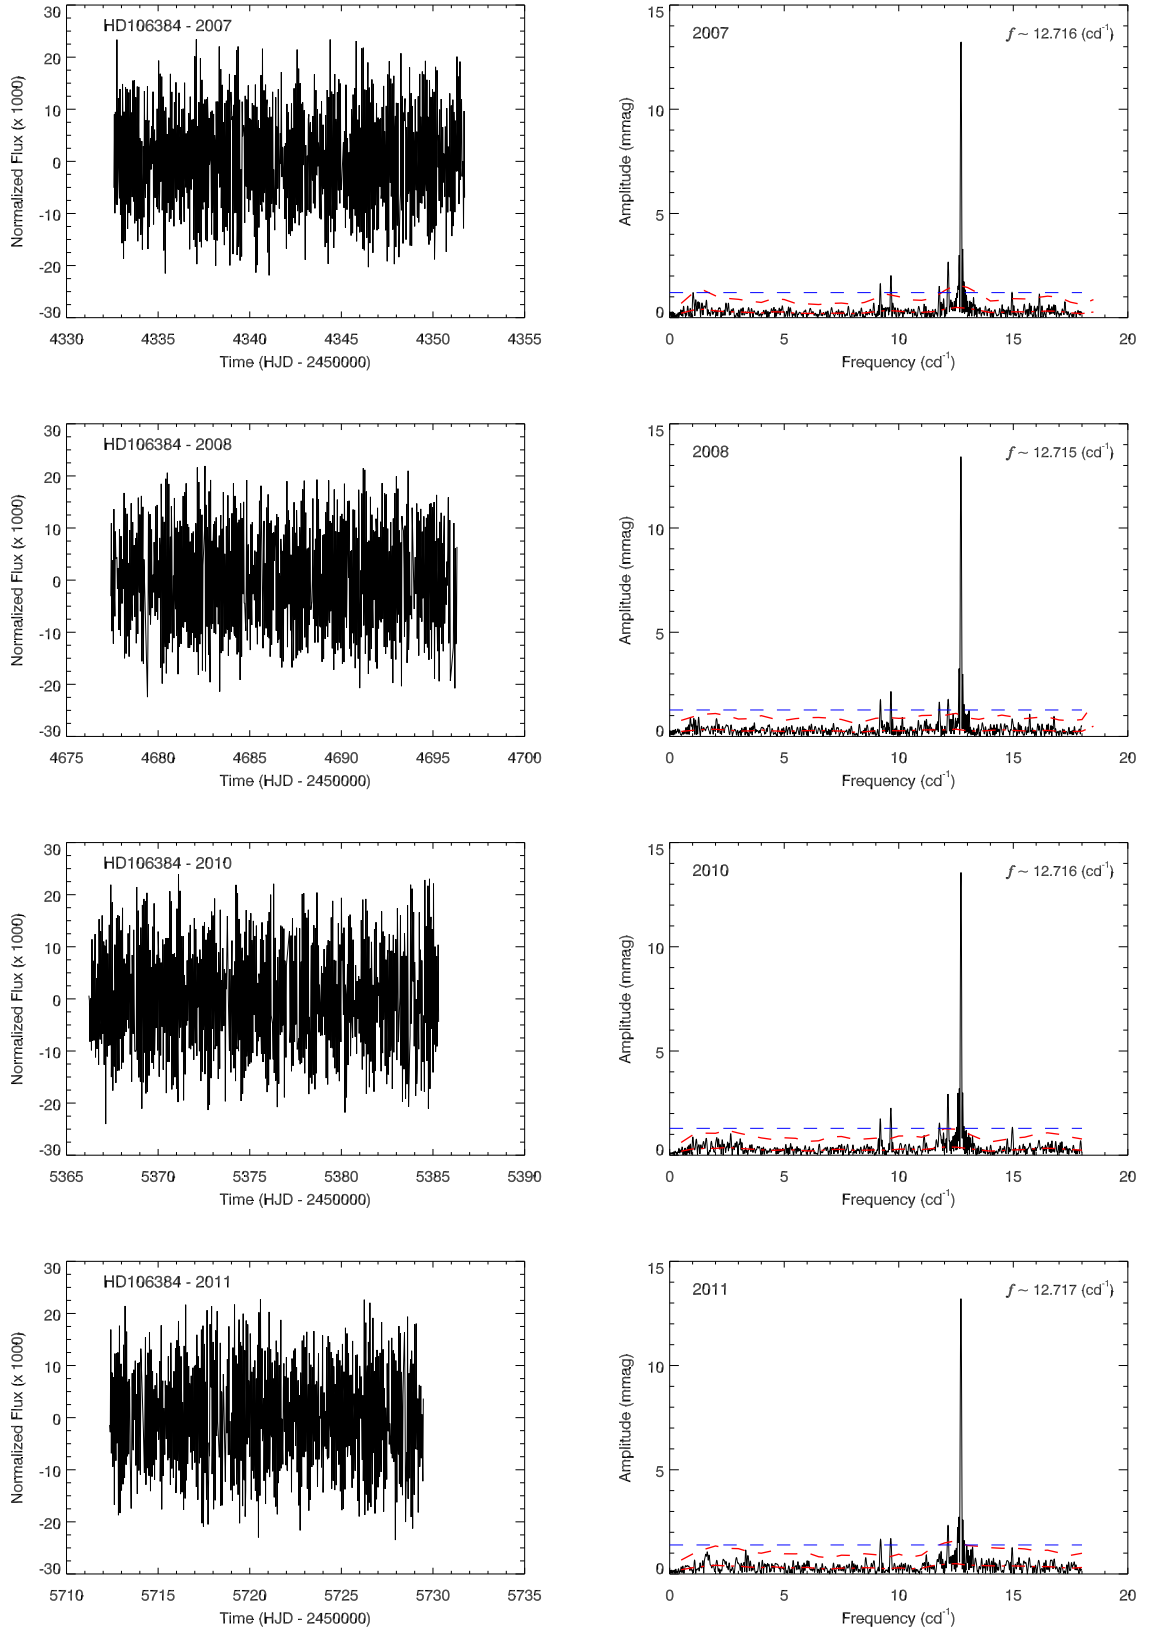 HD106384 - 2007
30
20
10
0
-10
-20
-30
Normalized Flux (x 1000)
4330 4335 4340 4345 4350 4355
Time (HJD - 2450000)
2007 f ~ 12.716 (cd⁻¹)
15
10
5
0
Amplitude (mmag)
0 5 10 15 20
Frequency (cd⁻¹)
HD106384 - 2008
30
20
10
0
-10
-20
-30
Normalized Flux (x 1000)
4675 4680 4685 4690 4695 4700
Time (HJD - 2450000)
2008 f ~ 12.715 (cd⁻¹)
15
10
5
0
Amplitude (mmag)
0 5 10 15 20
Frequency (cd⁻¹)
HD106384 - 2010
30
20
10
0
-10
-20
-30
Normalized Flux (x 1000)
5365 5370 5375 5380 5385 5390
Time (HJD - 2450000)
2010 f ~ 12.716 (cd⁻¹)
15
10
5
0
Amplitude (mmag)
0 5 10 15 20
Frequency (cd⁻¹)
HD106384 - 2011
30
20
10
0
-10
-20
-30
Normalized Flux (x 1000)
5710 5715 5720 5725 5730 5735
Time (HJD - 2450000)
2011 f ~ 12.717 (cd⁻¹)
15
10
5
0
Amplitude (mmag)
0 5 10 15 20
Frequency (cd⁻¹)